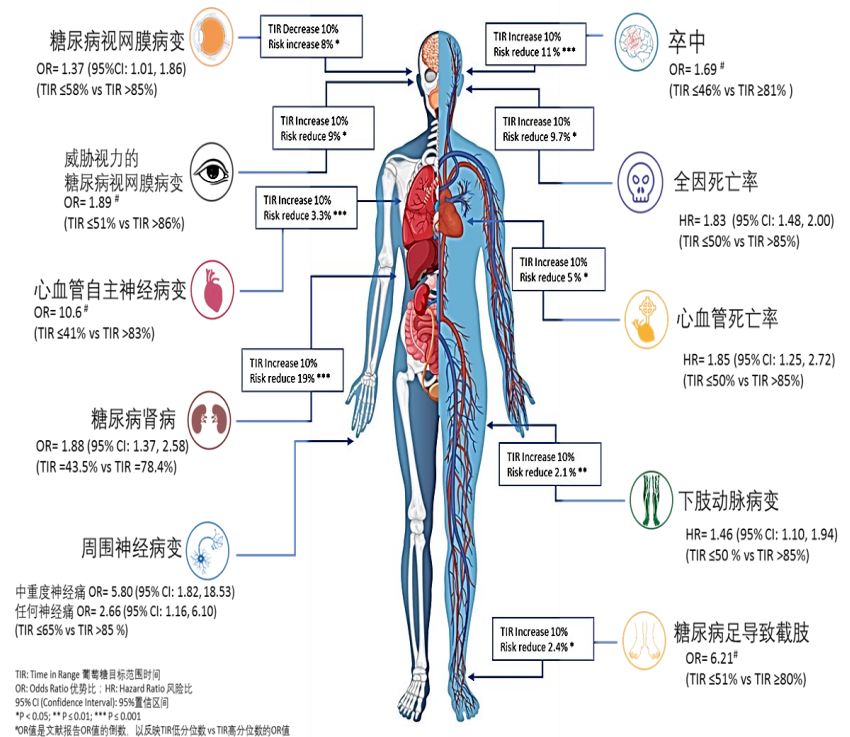 糖尿病视网膜病变
OR= 1.37 (95%CI: 1.01, 1.86)
(TIR ≤58% vs TIR >85%)
TIR Decrease 10%
Risk increase 8% *
威胁视力的
糖尿病视网膜病变
OR= 1.89 #
(TIR ≤51% vs TIR >86%)
TIR Increase 10%
Risk reduce 9% *
心血管自主神经病变
OR= 10.6 #
(TIR ≤41% vs TIR >83%)
TIR Increase 10%
Risk reduce 3.3% ***
糖尿病肾病
OR= 1.88 (95% CI: 1.37, 2.58)
(TIR =43.5% vs TIR =78.4%)
TIR Increase 10%
Risk reduce 19% ***
周围神经病变
中重度神经痛 OR= 5.80 (95% CI: 1.82, 18.53)
任何神经痛 OR= 2.66 (95% CI: 1.16, 6.10)
(TIR ≤65% vs TIR >85 %)
TIR Increase 10%
Risk reduce 11 % ***
卒中
OR= 1.69 #
(TIR ≤46% vs TIR ≥81% )
TIR Increase 10%
Risk reduce 9.7% *
全因死亡率
HR= 1.83 (95% CI: 1.48, 2.00)
(TIR ≤50% vs TIR >85%)
TIR Increase 10%
Risk reduce 5 % *
心血管死亡率
HR= 1.85 (95% CI: 1.25, 2.72)
(TIR ≤50% vs TIR >85%)
TIR Increase 10%
Risk reduce 2.1 % **
下肢动脉病变
HR= 1.46 (95% CI: 1.10, 1.94)
(TIR ≤50 % vs TIR >85%)
TIR Increase 10%
Risk reduce 2.4% *
糖尿病足导致截肢
OR= 6.21#
(TIR ≤51% vs TIR ≥80%)
TIR: Time in Range 葡萄糖目标范围时间
OR: Odds Ratio 优势比；HR: Hazard Ratio 风险比
95% CI (Confidence Interval): 95%置信区间
*P < 0.05; ** P ≤ 0.01; *** P ≤ 0.001
#OR值是文献报告OR值的倒数，以反映TIR低分位数 vs TIR高分位数的OR值